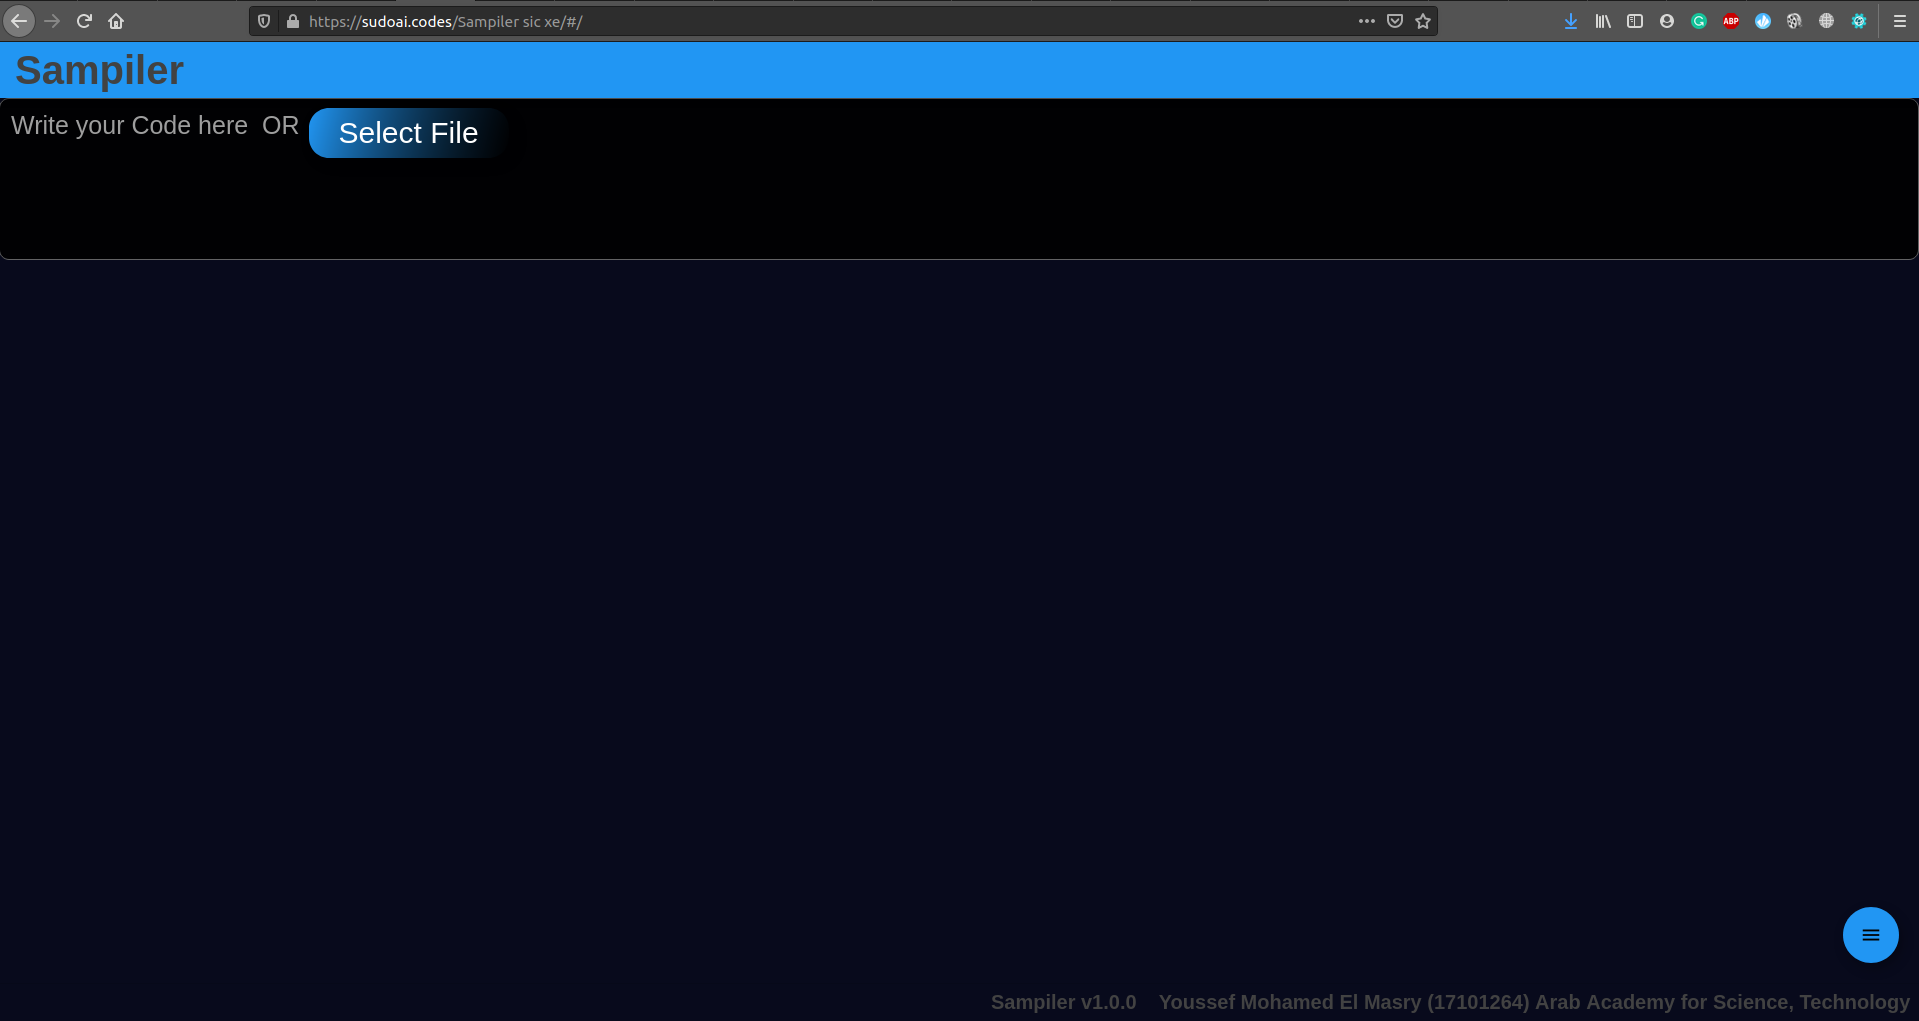 https://sudoai.codes/Sampiler sic xe/#/
ABP
Sampiler
Write your Code here OR Select File
Sampiler v1.0.0 Youssef Mohamed El Masry (17101264) Arab Academy for Science, Technology